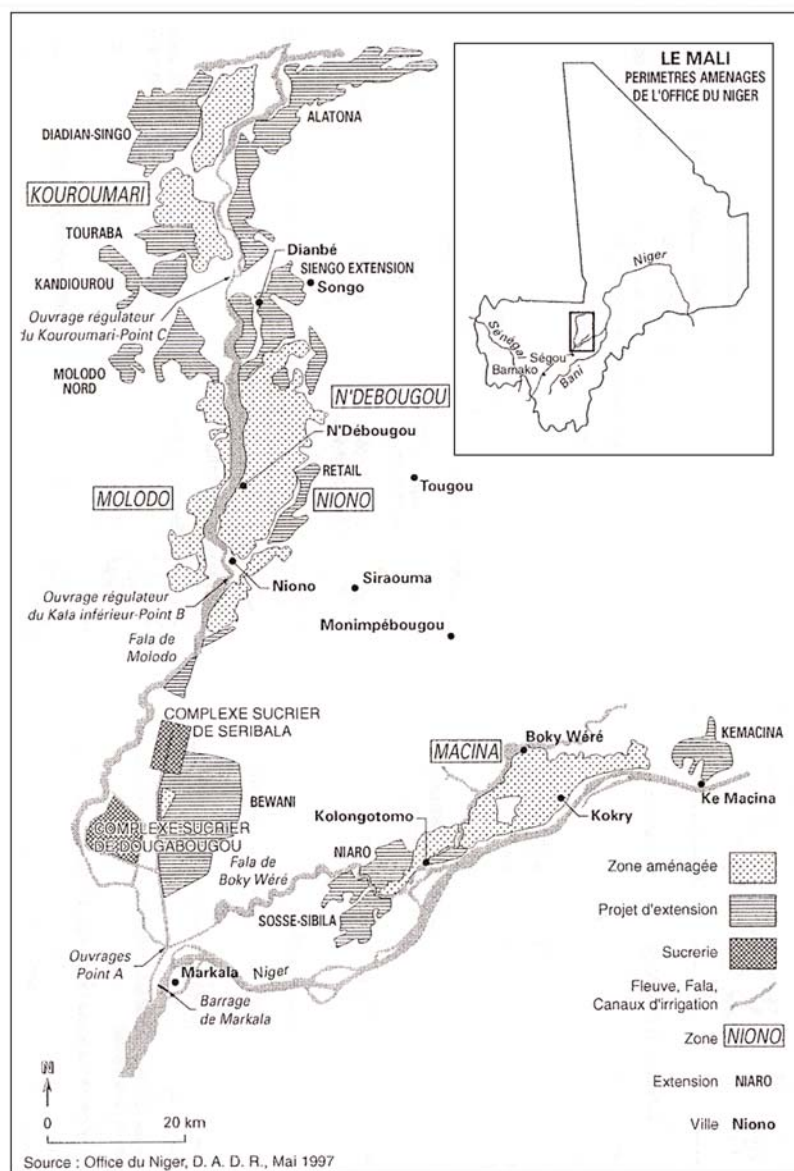 LE MALI
PERIMETRES AMENAGES
DE L'OFFICE DU NIGER
Niger
Sénégal
Ségou
Bamako
Bani
ALATONA
DIADIAN-SINGO
KOUROUMARI
TOURABA
Dianbé
SIENGO EXTENSION
Songo
KANDIOUROU
Ouvrage régulateur
du Kouroumari-Point C
MOLODO
NORD
N'DEBOUGOU
N'Débougou
RETAIL
MOLODO
NIONO
Tougou
Niono
Siraouma
Ouvrage régulateur
du Kala inférieur-Point B
Monimpébougou
Fala de
Molodo
COMPLEXE SUCRIER
DE SERIBALA
MACINA
Boky Wéré
KEMACINA
BEWANI
Ke Macina
Kolongotomo
Kokry
COMPLEXE SUCRIER
DE DOUGABOUGOU
NIARO
Fala de
Boky Wéré
SOSSE-SIBILA
Ouvrages
Point A
Markala
Niger
Barrage
de Markala
Zone aménagée
Projet d'extension
Sucrerie
Fleuve, Fala,
Canaux d'irrigation
Zone NIONO
Extension NIARO
Ville Niono
N
0 20 km
Source : Office du Niger, D. A. D. R., Mai 1997